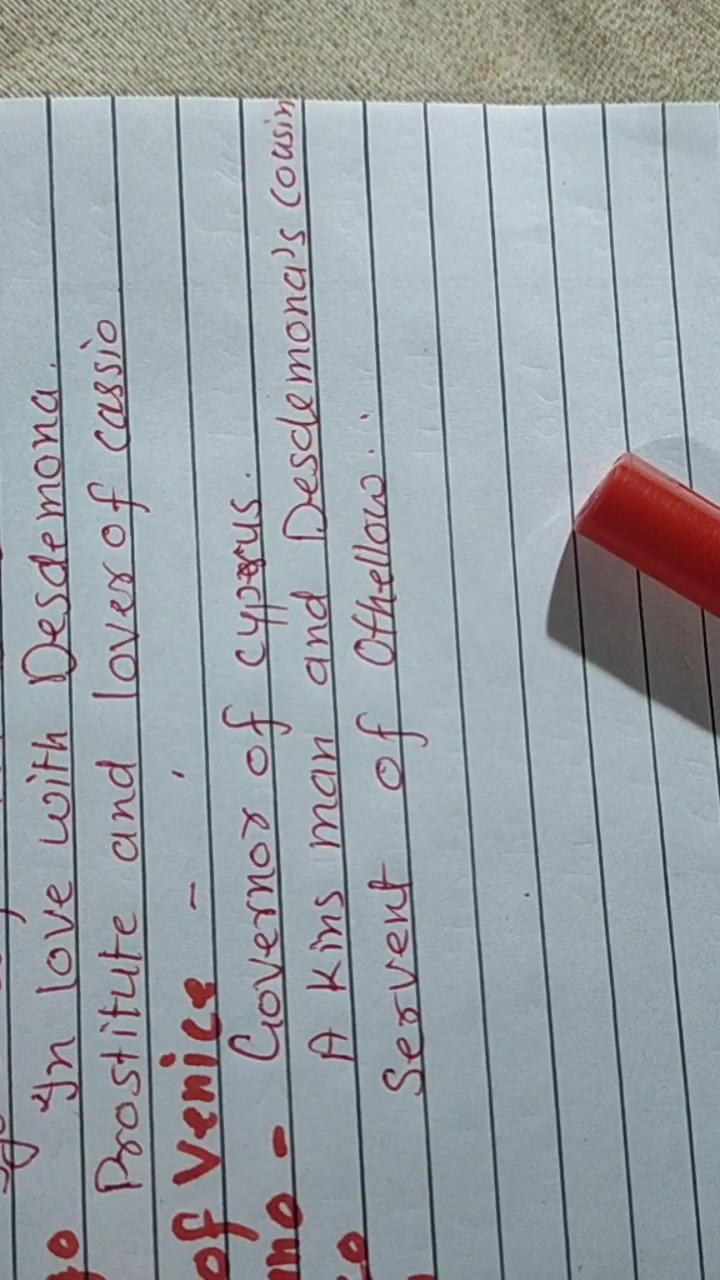 In love with Desdemona.
Prostitute and lover of cassio
of Venice -
ano - Governor of cyprus.
A kins man and Desdemona's cousin
Servent of Othellow..